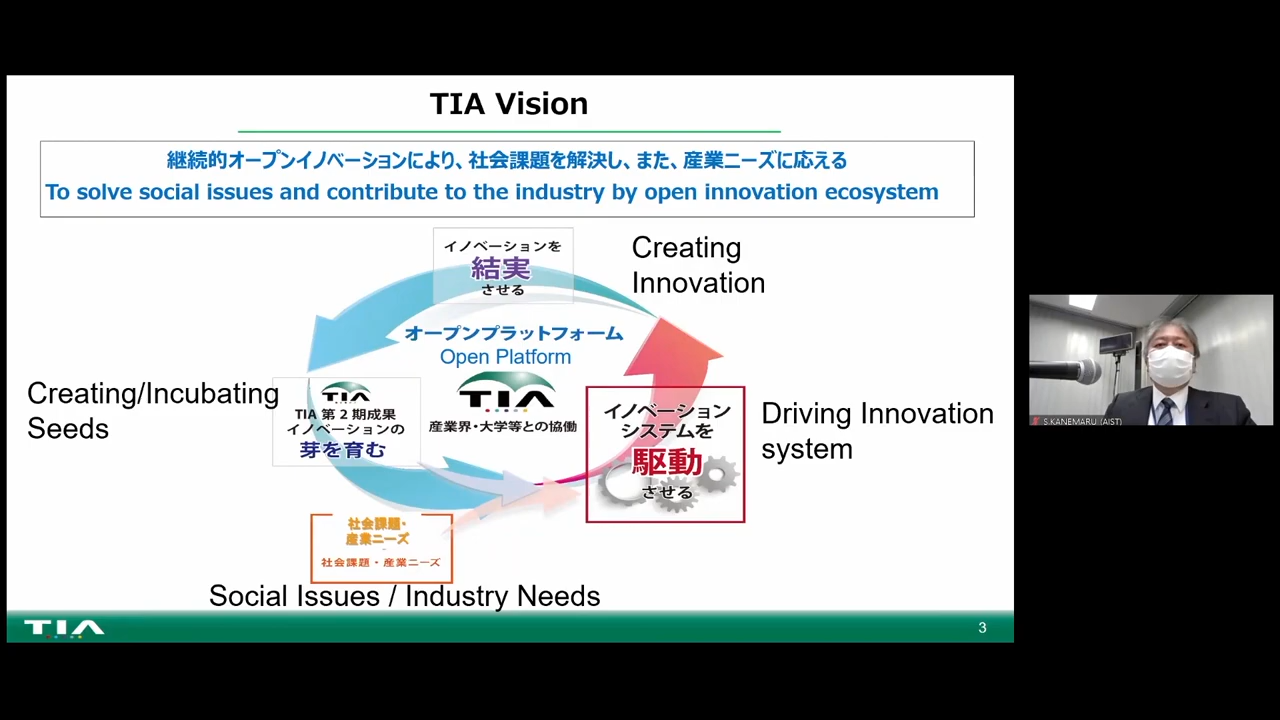 TIA Vision
継続的オープンイノベーションにより、社会課題を解決し、また、産業ニーズに応える
To solve social issues and contribute to the industry by open innovation ecosystem
イノベーションを
結実
させる
Creating
Innovation
オープンプラットフォーム
Open Platform
TIA
産業界・大学等との協働
Creating/Incubating
Seeds
TIA
TIA 第2期成果
イノベーションの
芽を育む
イノベーション
システムを
駆動
させる
Driving Innovation
system
社会課題・
産業ニーズ
社会課題・産業ニーズ
Social Issues / Industry Needs
TIA
3
S.KANEMARU (AIST)